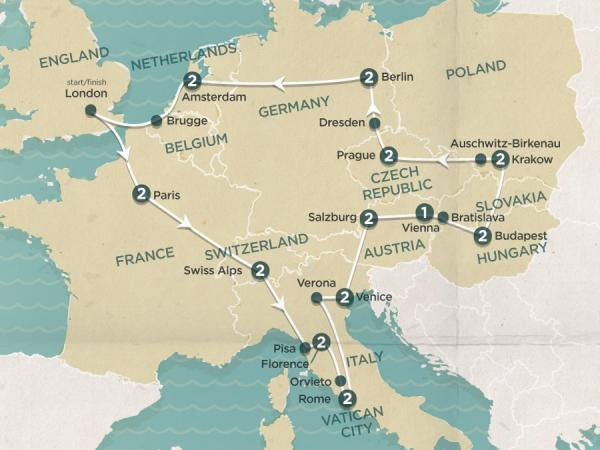 ENGLAND
NETHERLANDS
POLAND
start/finish
London
2
Amsterdam
2
Berlin
GERMANY
Brugge
BELGIUM
Dresden
Auschwitz-Birkenau
Prague
2
2
Krakow
CZECH
REPUBLIC
2
Paris
SLOVAKIA
Salzburg
2
1
Bratislava
Vienna
2
Budapest
HUNGARY
FRANCE
SWITZERLAND
AUSTRIA
Swiss Alps
2
Verona
2
Venice
Pisa
2
Florence
ITALY
Orvieto
Rome
2
VATICAN
CITY